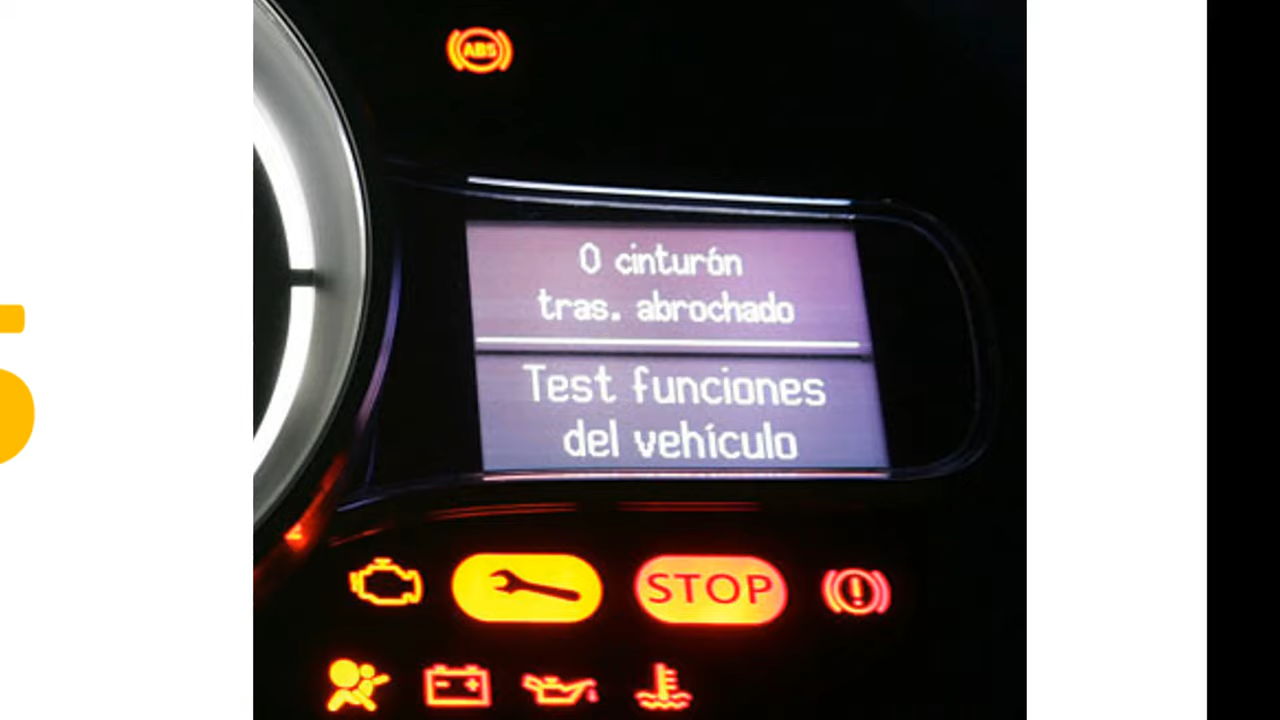 ABS
0 cinturón
tras. abrochado
Test funciones
del vehículo
STOP